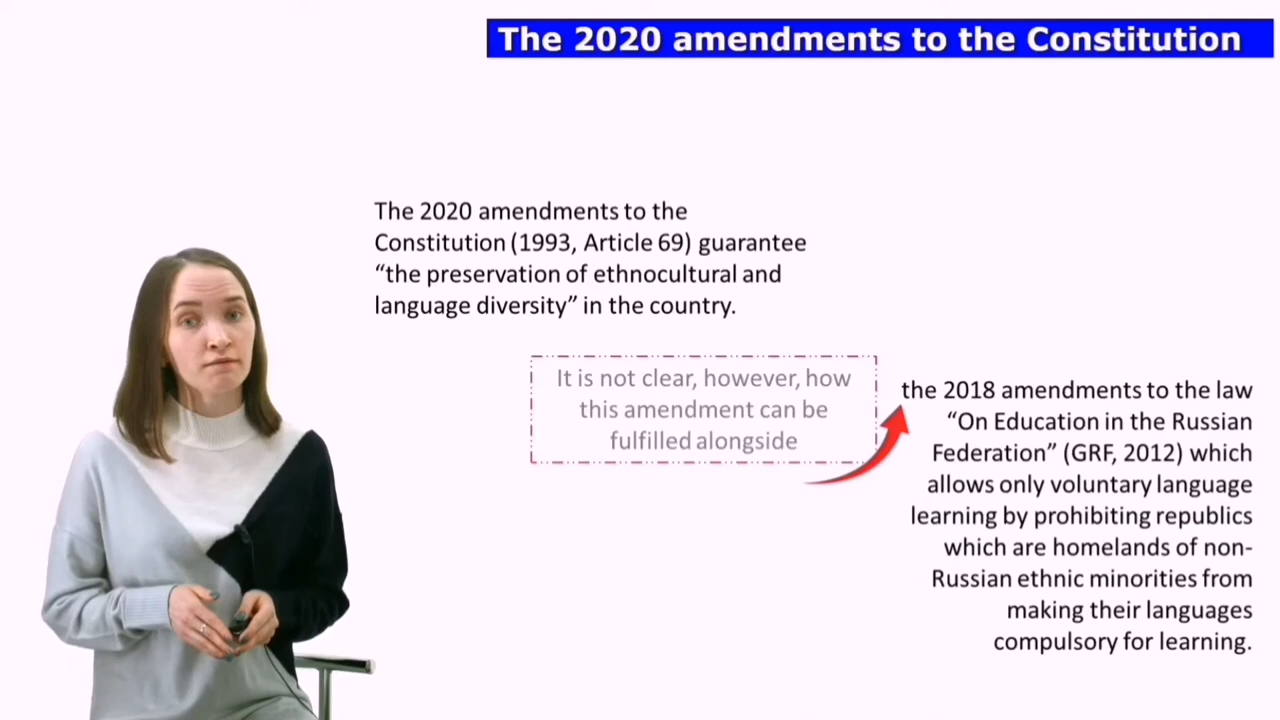 The 2020 amendments to the Constitution
The 2020 amendments to the
Constitution (1993, Article 69) guarantee
“the preservation of ethnocultural and
language diversity” in the country.
It is not clear, however, how
this amendment can be
fulfilled alongside
the 2018 amendments to the law
“On Education in the Russian
Federation” (GRF, 2012) which
allows only voluntary language
learning by prohibiting republics
which are homelands of non-
Russian ethnic minorities from
making their languages
compulsory for learning.